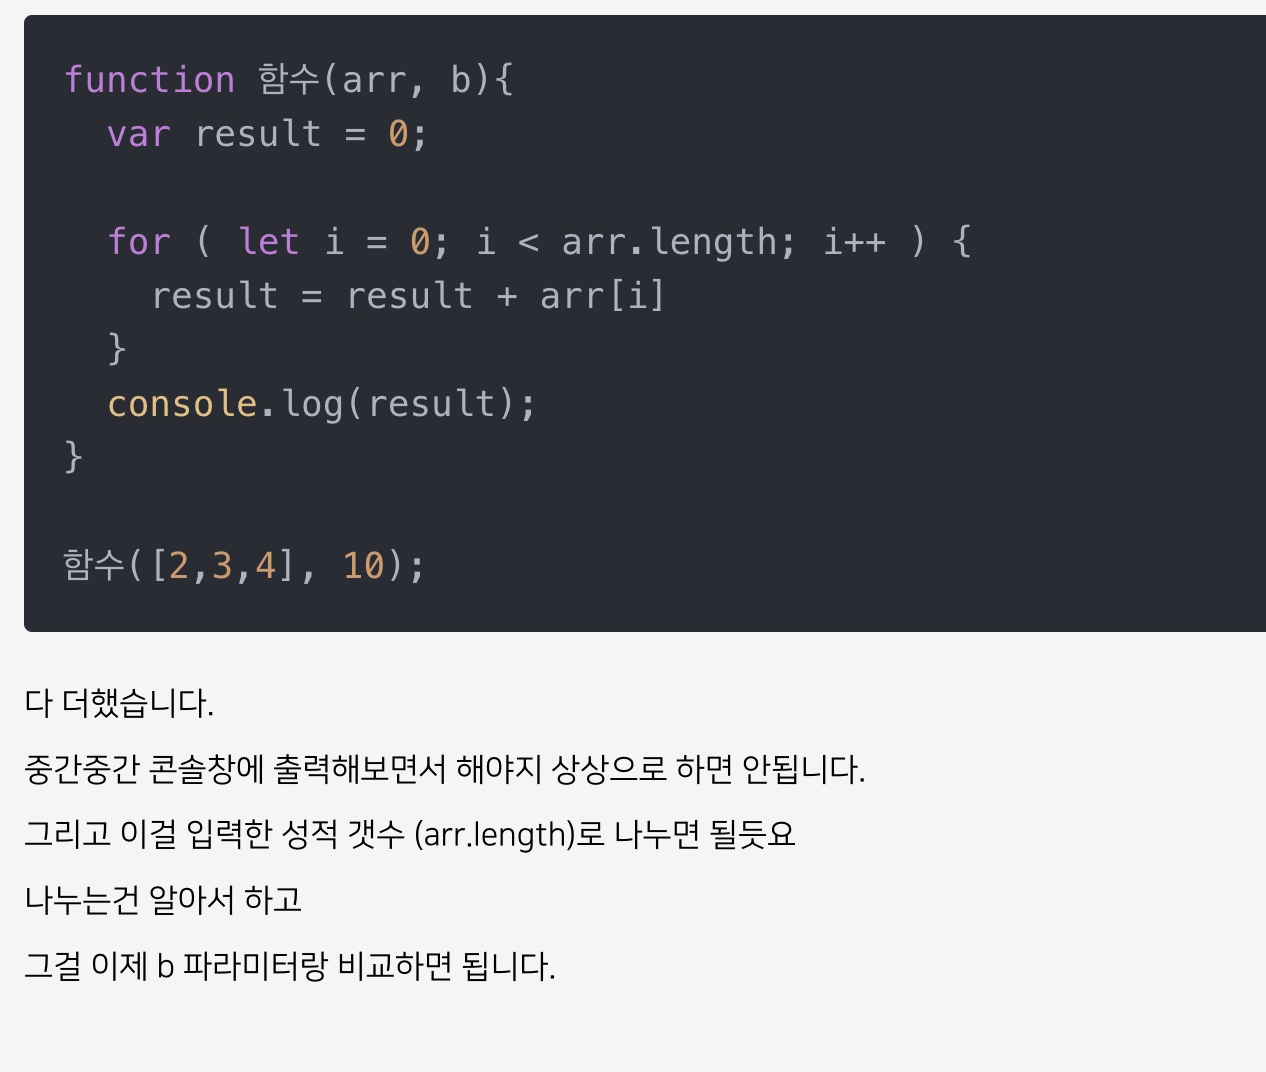 function 함수(arr, b){
  var result = 0;
  for ( let i = 0; i < arr.length; i++ ) {
    result = result + arr[i]
  }
  console.log(result);
}
함수([2,3,4], 10);
다 더했습니다.
중간중간 콘솔창에 출력해보면서 해야지 상상으로 하면 안됩니다.
그리고 이걸 입력한 성적 갯수 (arr.length)로 나누면 될듯요
나누는건 알아서 하고
그걸 이제 b 파라미터랑 비교하면 됩니다.